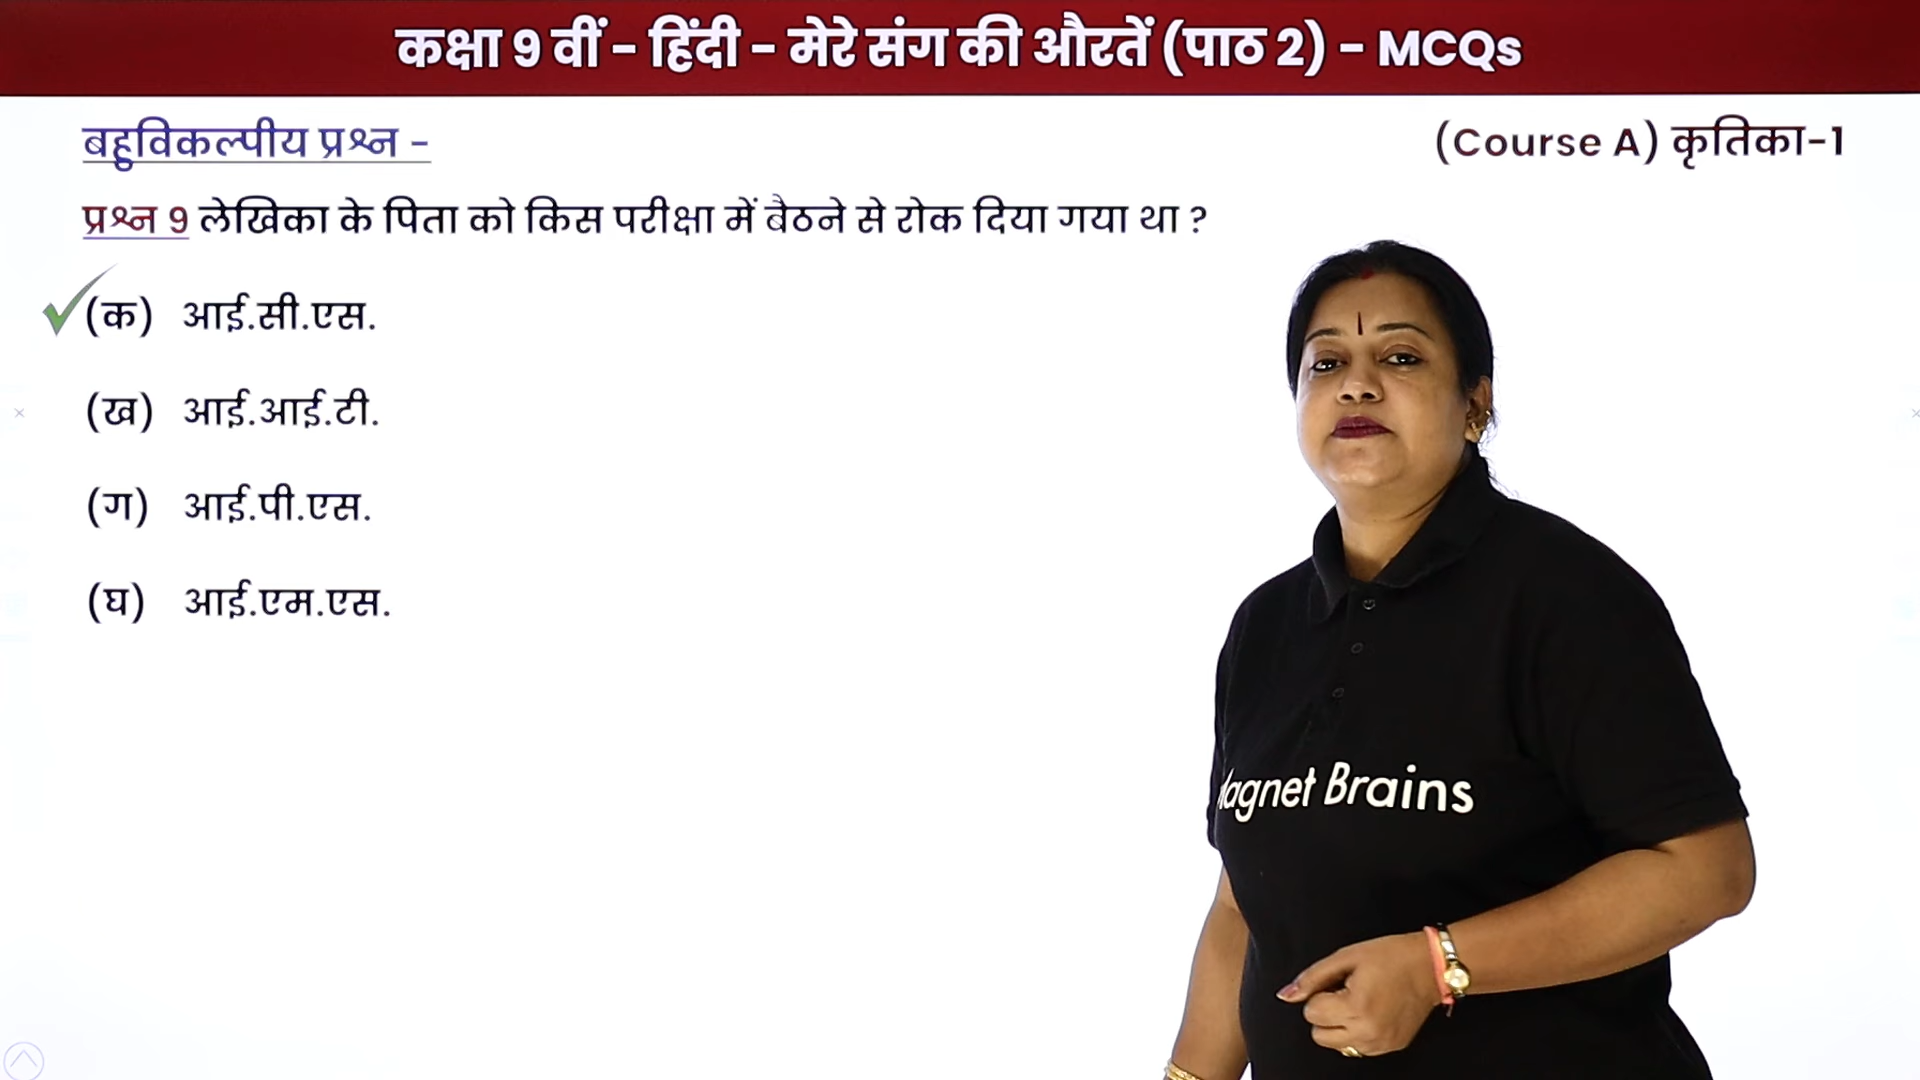 कक्षा 9 वीं - हिंदी - मेरे संग की औरतें (पाठ 2) - MCQs
बहुविकल्पीय प्रश्न -
(Course A) कृतिका-1
प्रश्न 9 लेखिका के पिता को किस परीक्षा में बैठने से रोक दिया गया था ?
(क) आई.सी.एस.
(ख) आई.आई.टी.
(ग) आई.पी.एस.
(घ) आई.एम.एस.
agnet Brains